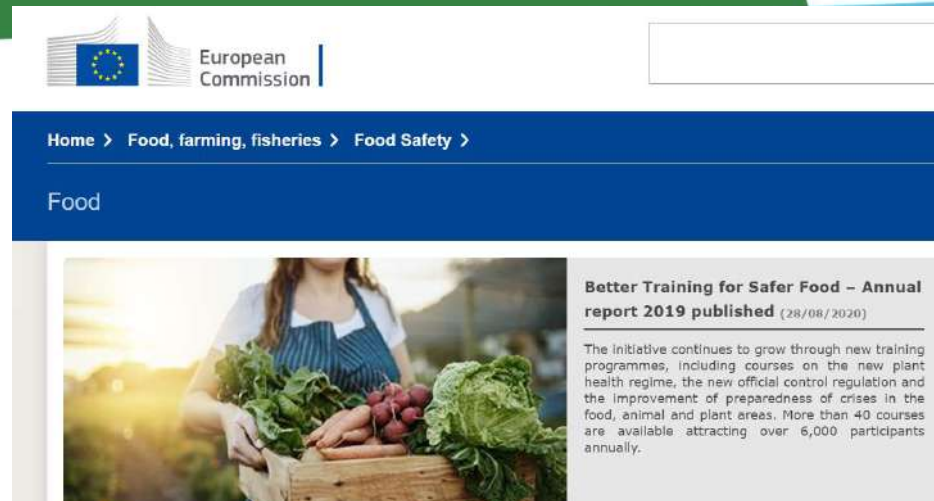 European
Commission
Home > Food, farming, fisheries > Food Safety >
Food
Better Training for Safer Food – Annual
report 2019 published (28/08/2020)
The initiative continues to grow through new training
programmes, including courses on the new plant
health regime, the new official control regulation and
the improvement of preparedness of crises in the
food, animal and plant areas. More than 40 courses
are available attracting over 6,000 participants
annually.